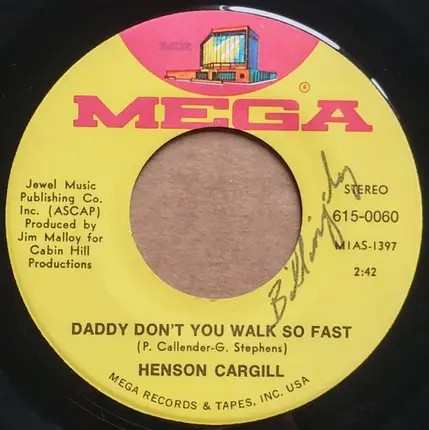 MEGA
®
Jewel Music
Publishing Co.
Inc. (ASCAP)
Produced by
Jim Malloy for
Cabin Hill
Productions
STEREO
615-0060
MIAS-1397
2:42
DADDY DON'T YOU WALK SO FAST
(P. Callender-G. Stephens)
HENSON CARGILL
MEGA RECORDS & TAPES, INC. USA